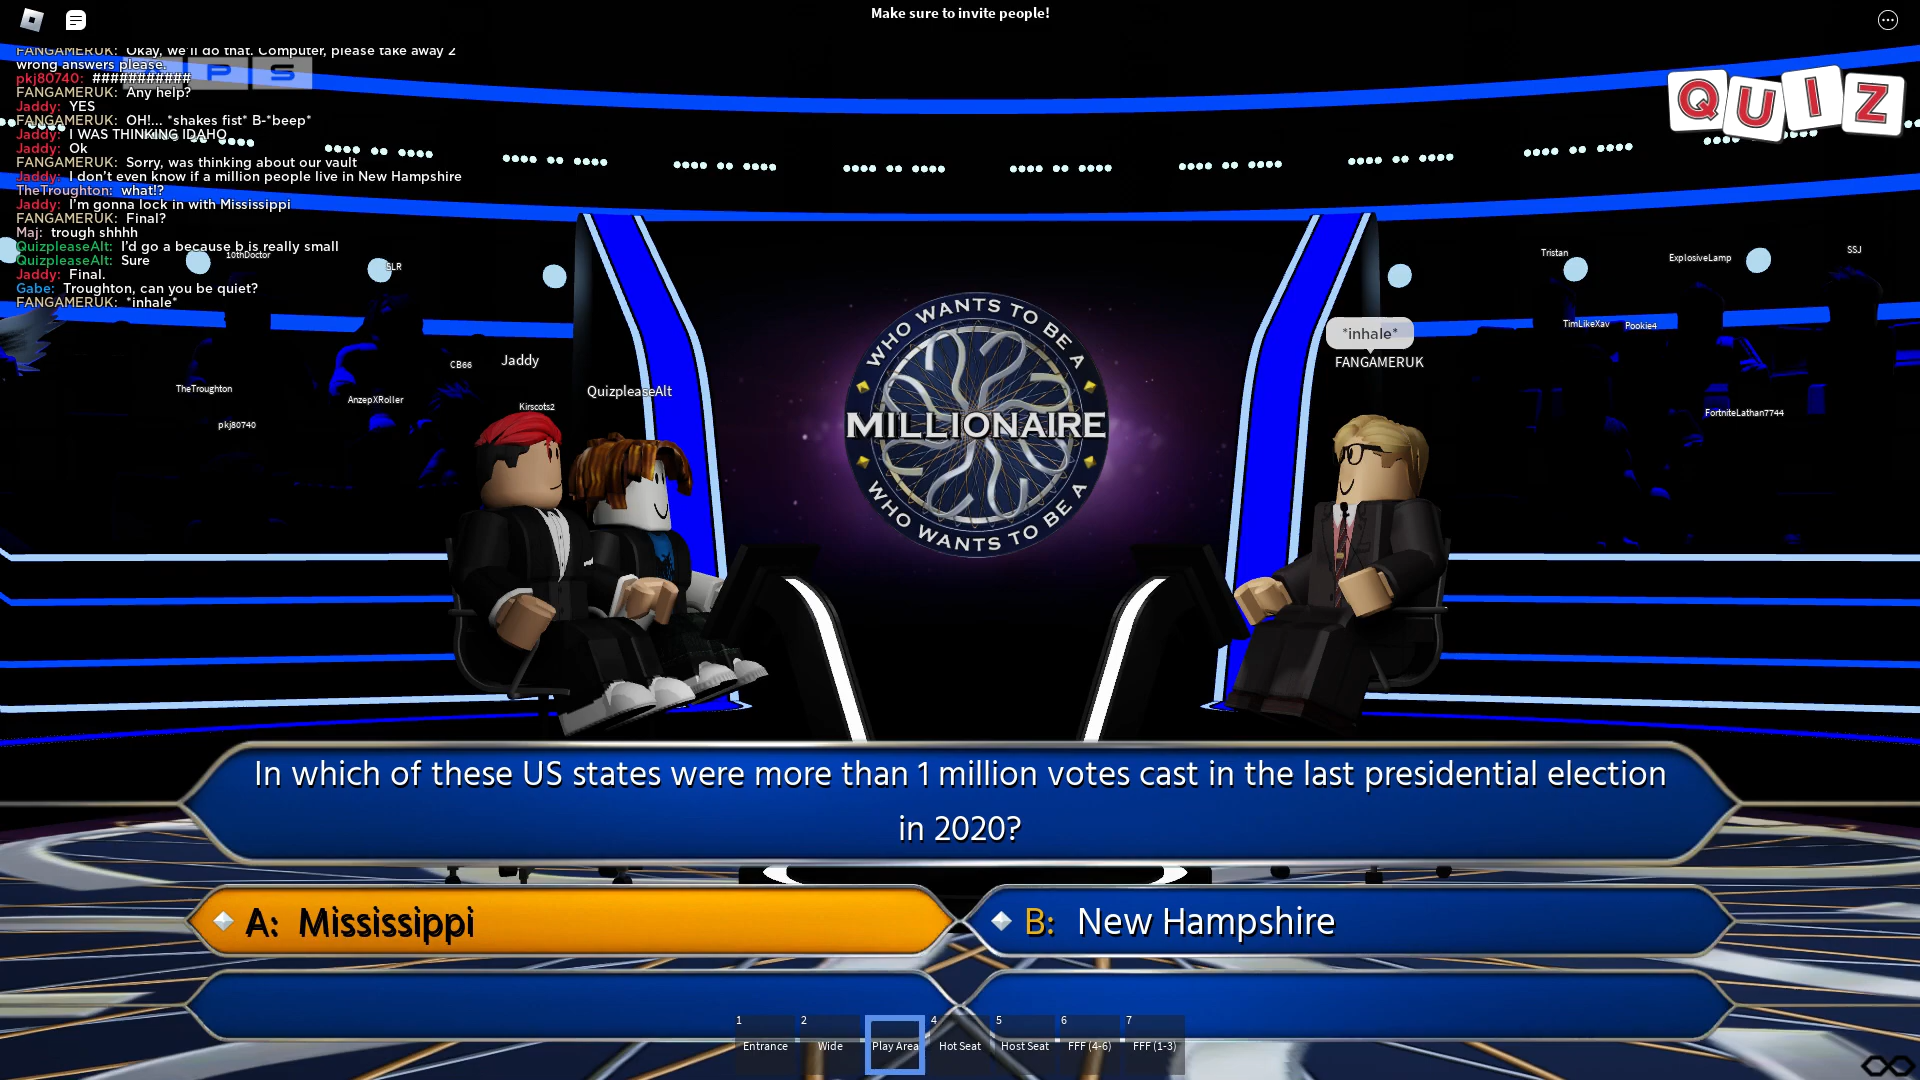 Make sure to invite people!
FANGAMERUK: Okay, we'll do that. Computer, please take away 2
wrong answers please.
P S
pkj80740: ###########
FANGAMERUK: Any help?
Jaddy: YES
FANGAMERUK: OH!... *shakes fist* B-*beep*
Jaddy: I WAS THINKING IDAHO
Jaddy: Ok
FANGAMERUK: Sorry, was thinking about our vault
Jaddy: I don't even know if a million people live in New Hampshire
TheTroughton: what!?
Jaddy: I'm gonna lock in with Mississippi
FANGAMERUK: Final?
Maj: trough shhhh
QuizpleaseAlt: I'd go a because b is really small
QuizpleaseAlt: Sure
Jaddy: Final.
Gabe: Troughton, can you be quiet?
FANGAMERUK: *inhale*
QUIZ
10thDoctor
SLR
Tristan
ExplosiveLamp
SSJ
TimLikeXav
Pookie4
*inhale*
FANGAMERUK
CB66
Jaddy
TheTroughton
QuizpleaseAlt
AnzepXRoller
Kirscots2
pkj80740
FortniteLathan7744
WHO WANTS TO BE A
MILLIONAIRE
WHO WANTS TO BE A
In which of these US states were more than 1 million votes cast in the last presidential election
in 2020?
A: Mississippi
B: New Hampshire
1 2 4 5 6 7
Entrance Wide Play Area Hot Seat Host Seat FFF (4-6) FFF (1-3)